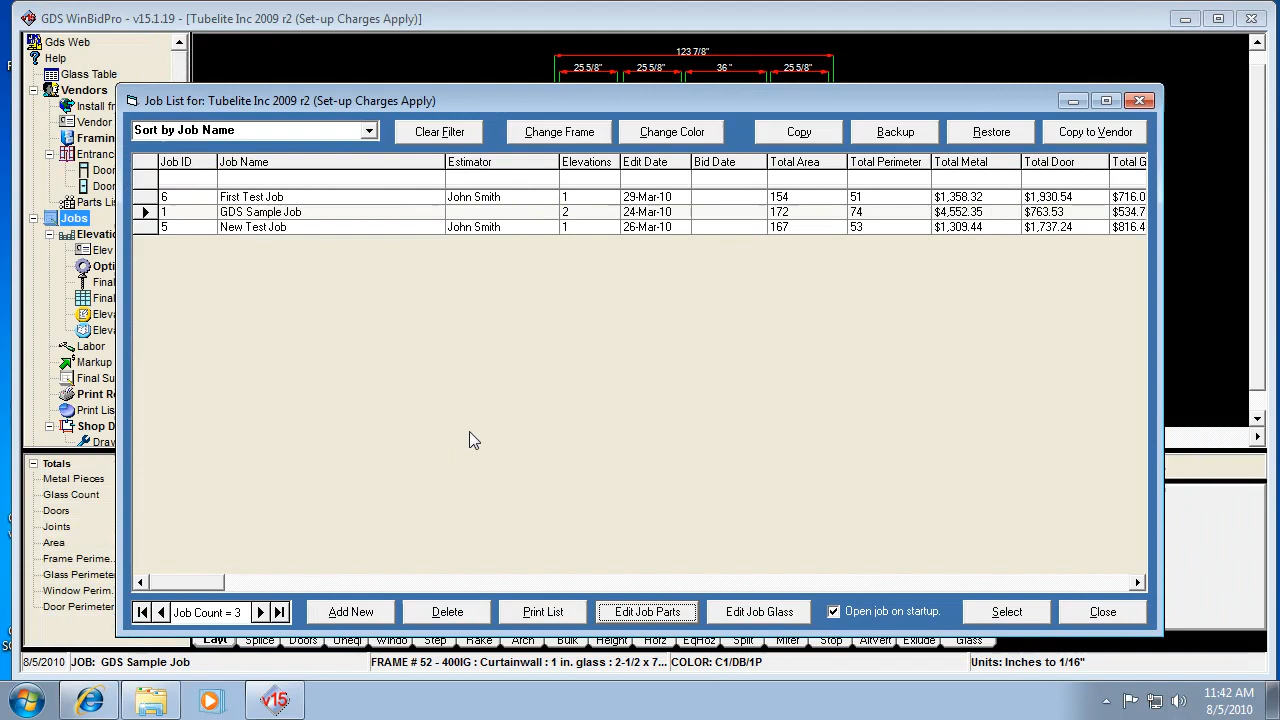 GDS WinBidPro - v15.1.19 - [Tubelite Inc 2009 r2 (Set-up Charges Apply)]
Gds Web
Help
Glass Table
Vendors
Install fr
Vendor
Framin
Entranc
Door
Door
Parts Lis
Jobs
Elevatio
Elev
Opti
Final
Final
Eleva
Eleva
Labor
Markup
Final Su
Print Re
Print List
Shop D
Draw
123 7/8"
25 5/8" 25 5/8" 36 " 25 5/8"
Job List for: Tubelite Inc 2009 r2 (Set-up Charges Apply)
Sort by Job Name
Clear Filter Change Frame Change Color Copy Backup Restore Copy to Vendor
Job ID Job Name Estimator Elevations Edit Date Bid Date Total Area Total Perimeter Total Metal Total Door Total G
6 First Test Job John Smith 1 29-Mar-10 154 51 $1,358.32 $1,930.54 $716.0
1 GDS Sample Job 2 24-Mar-10 172 74 $4,552.35 $763.53 $534.7
5 New Test Job John Smith 1 26-Mar-10 167 53 $1,309.44 $1,737.24 $816.4
Job Count = 3
Add New Delete Print List Edit Job Parts Edit Job Glass Open job on startup. Select Close
Totals
Metal Pieces
Glass Count
Doors
Joints
Area
Frame Perime..
Glass Perimeter
Window Perim.
Door Perimeter
Layt Splice Doors Uneql Windo Step Rake Arch Bulk Height Horz EqHoz Split Miter Stop AltVert Exlude Glass
8/5/2010 JOB: GDS Sample Job FRAME # 52 - 400IG : Curtainwall : 1 in. glass : 2-1/2 x 7... COLOR: C1/DB/1P Units: Inches to 1/16"
v15
11:42 AM
8/5/2010